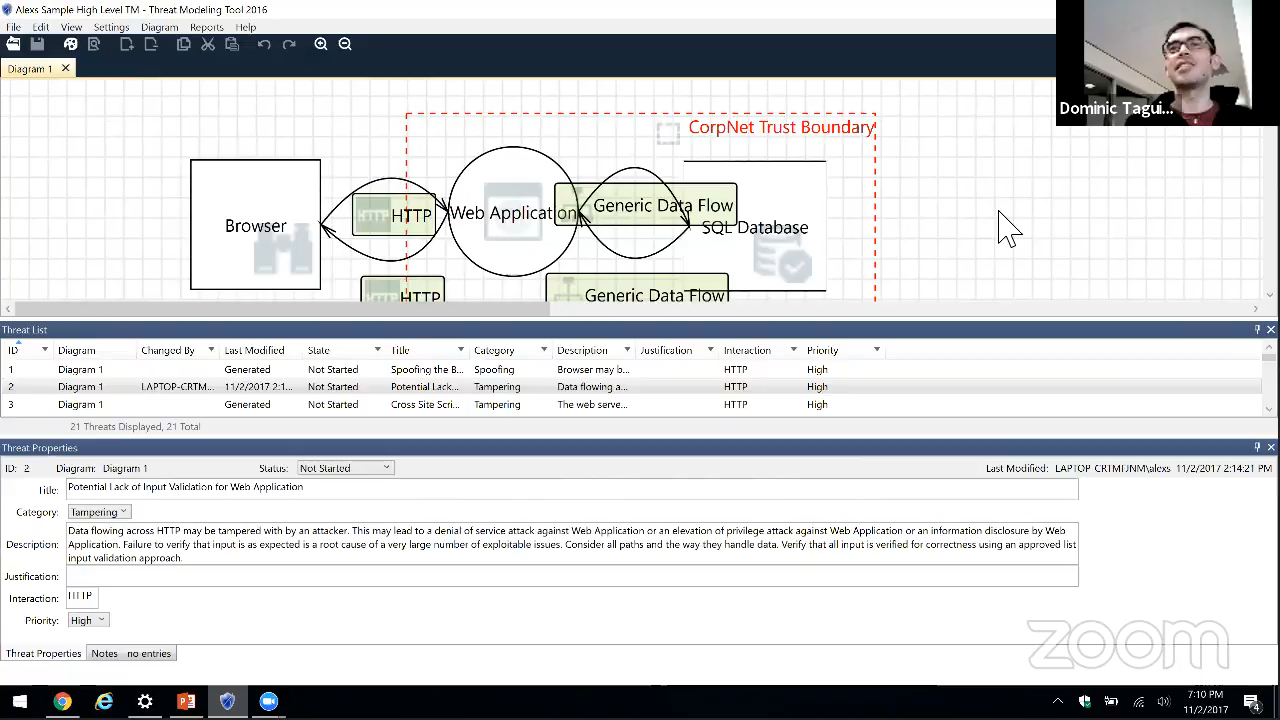 Alexs Sample High Level TM - Threat Modeling Tool 2016
File Edit View Settings Diagram Reports Help
Diagram 1
Dominic Tagui...
CorpNet Trust Boundary
Browser
HTTP
HTTP
Web Application
Generic Data Flow
SQL Database
HTTP
HTTP
Generic Data Flow
Threat List
ID Diagram Changed By Last Modified State Title Category Description Justification Interaction Priority
1 Diagram 1 Generated Not Started Spoofing the B... Spoofing Browser may b... HTTP High
2 Diagram 1 LAPTOP-CRTM... 11/2/2017 2:1... Not Started Potential Lack... Tampering Data flowing a... HTTP High
3 Diagram 1 Generated Not Started Cross Site Scri... Tampering The web serve... HTTP High
21 Threats Displayed, 21 Total
Threat Properties
ID: 2 Diagram: Diagram 1 Status: Not Started Last Modified: LAPTOP-CRTMTJNM\alexs 11/2/2017 2:14:21 PM
Title: Potential Lack of Input Validation for Web Application
Category: Tampering
Description: Data flowing across HTTP may be tampered with by an attacker. This may lead to a denial of service attack against Web Application or an elevation of privilege attack against Web Application or an information disclosure by Web
Application. Failure to verify that input is as expected is a root cause of a very large number of exploitable issues. Consider all paths and the way they handle data. Verify that all input is verified for correctness using an approved list
input validation approach.
Justification:
Interaction: HTTP
Priority: High
Threat Properties Notes no entries
zoom
7:10 PM
11/2/2017
4